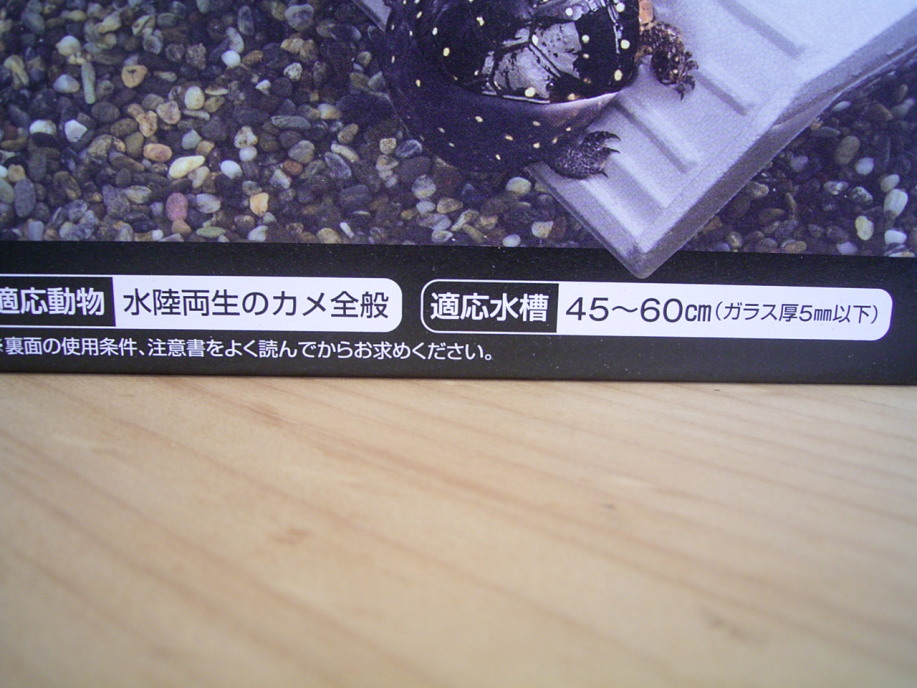 適応動物 水陸両生のカメ全般 適応水槽 45～60㎝(ガラス厚5㎜以下)
※裏面の使用条件、注意書をよく読んでからお求めください。